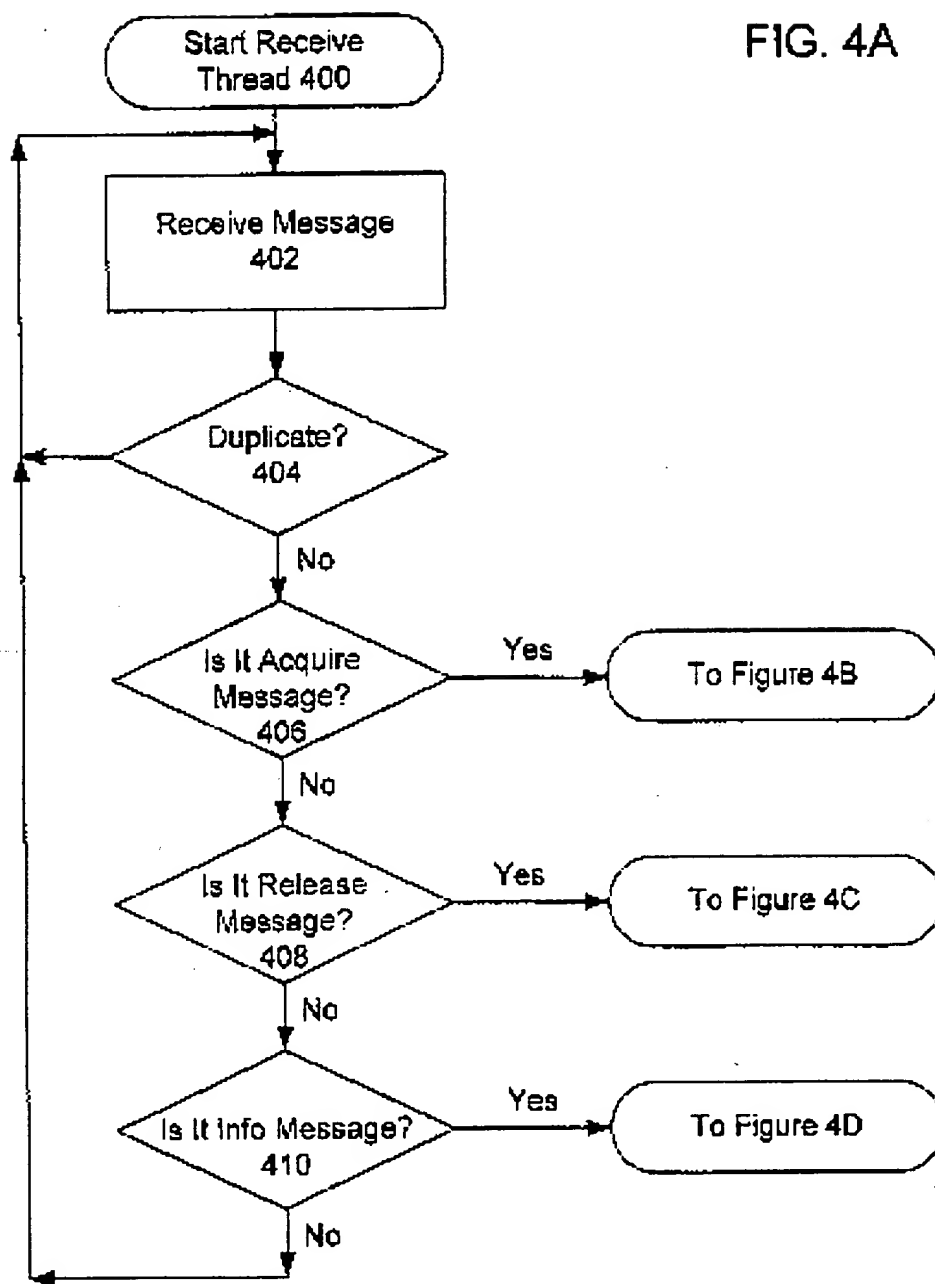 FIG. 4A
Start Receive
Thread 400
Receive Message
402
Duplicate?
404
No
Is It Acquire
Message?
406
Yes
To Figure 4B
No
Is It Release
Message?
408
Yes
To Figure 4C
No
Is It Info Message?
410
Yes
To Figure 4D
No